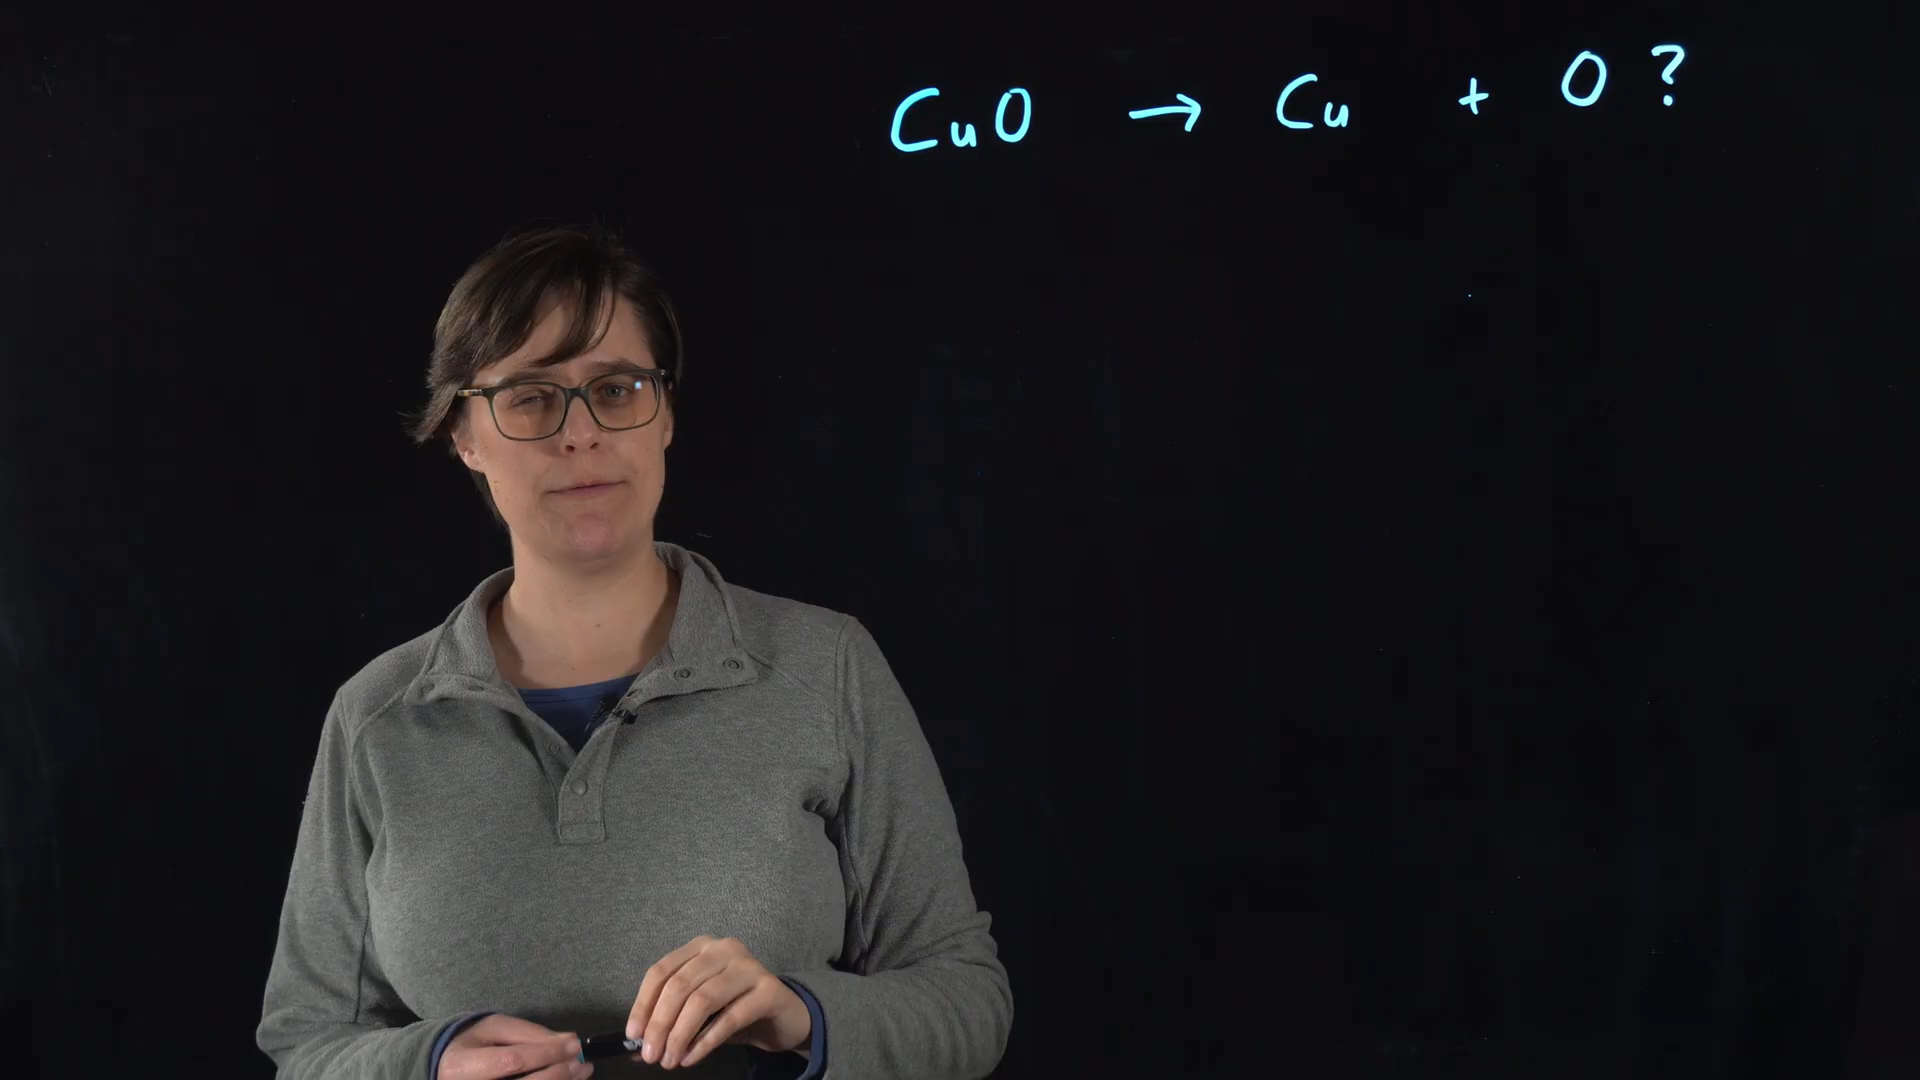 CuO → Cu + O ?